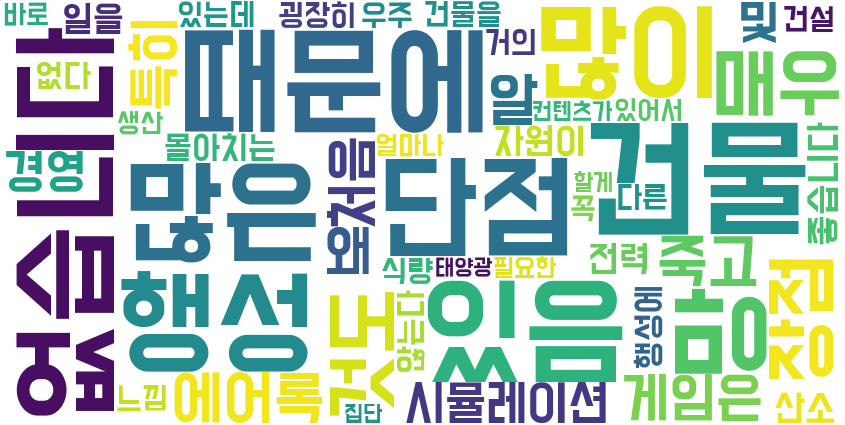 바로
일을
있는데
굉장히
우주
건물을
거의
많이
및
건설
없다
특히
때문에
알
매우
컨텐츠가
있어서
생산
몰아치는
얼마나
자원이
경영
많은
왜
처음
단점
할게
꼭
다른
건물
좋습니다
없습니다
행성
것도
식량
태양광
필요한
있음
전력
죽고
행성에
맘
장점
않는다
느낌
에어록
집단
시뮬레이션
게임은
산소